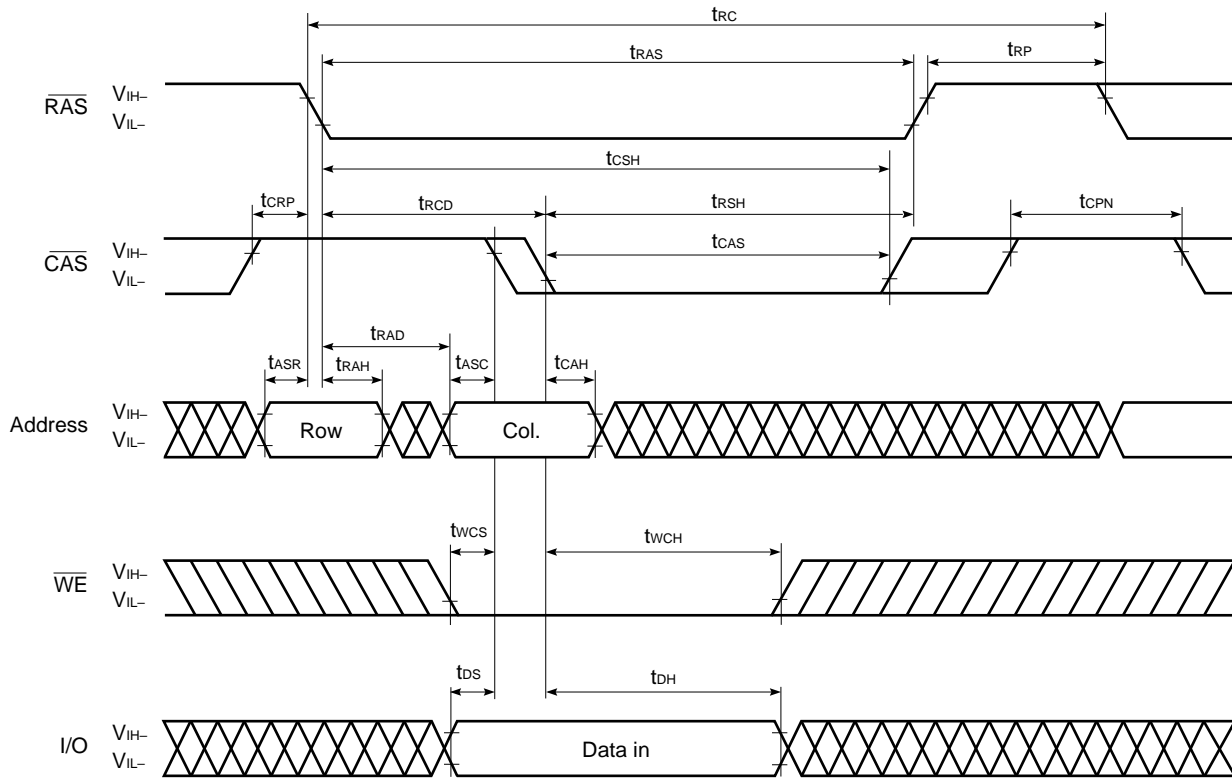 tRC
tRAS
tRP
RAS
VIH–
VIL–
tCSH
tCRP
tRCD
tRSH
tCPN
CAS
VIH–
VIL–
tCAS
tRAD
tASR
tRAH
tASC
tCAH
Address
VIH–
VIL–
Row
Col.
tWCS
tWCH
WE
VIH–
VIL–
tDS
tDH
I/O
VIH–
VIL–
Data in